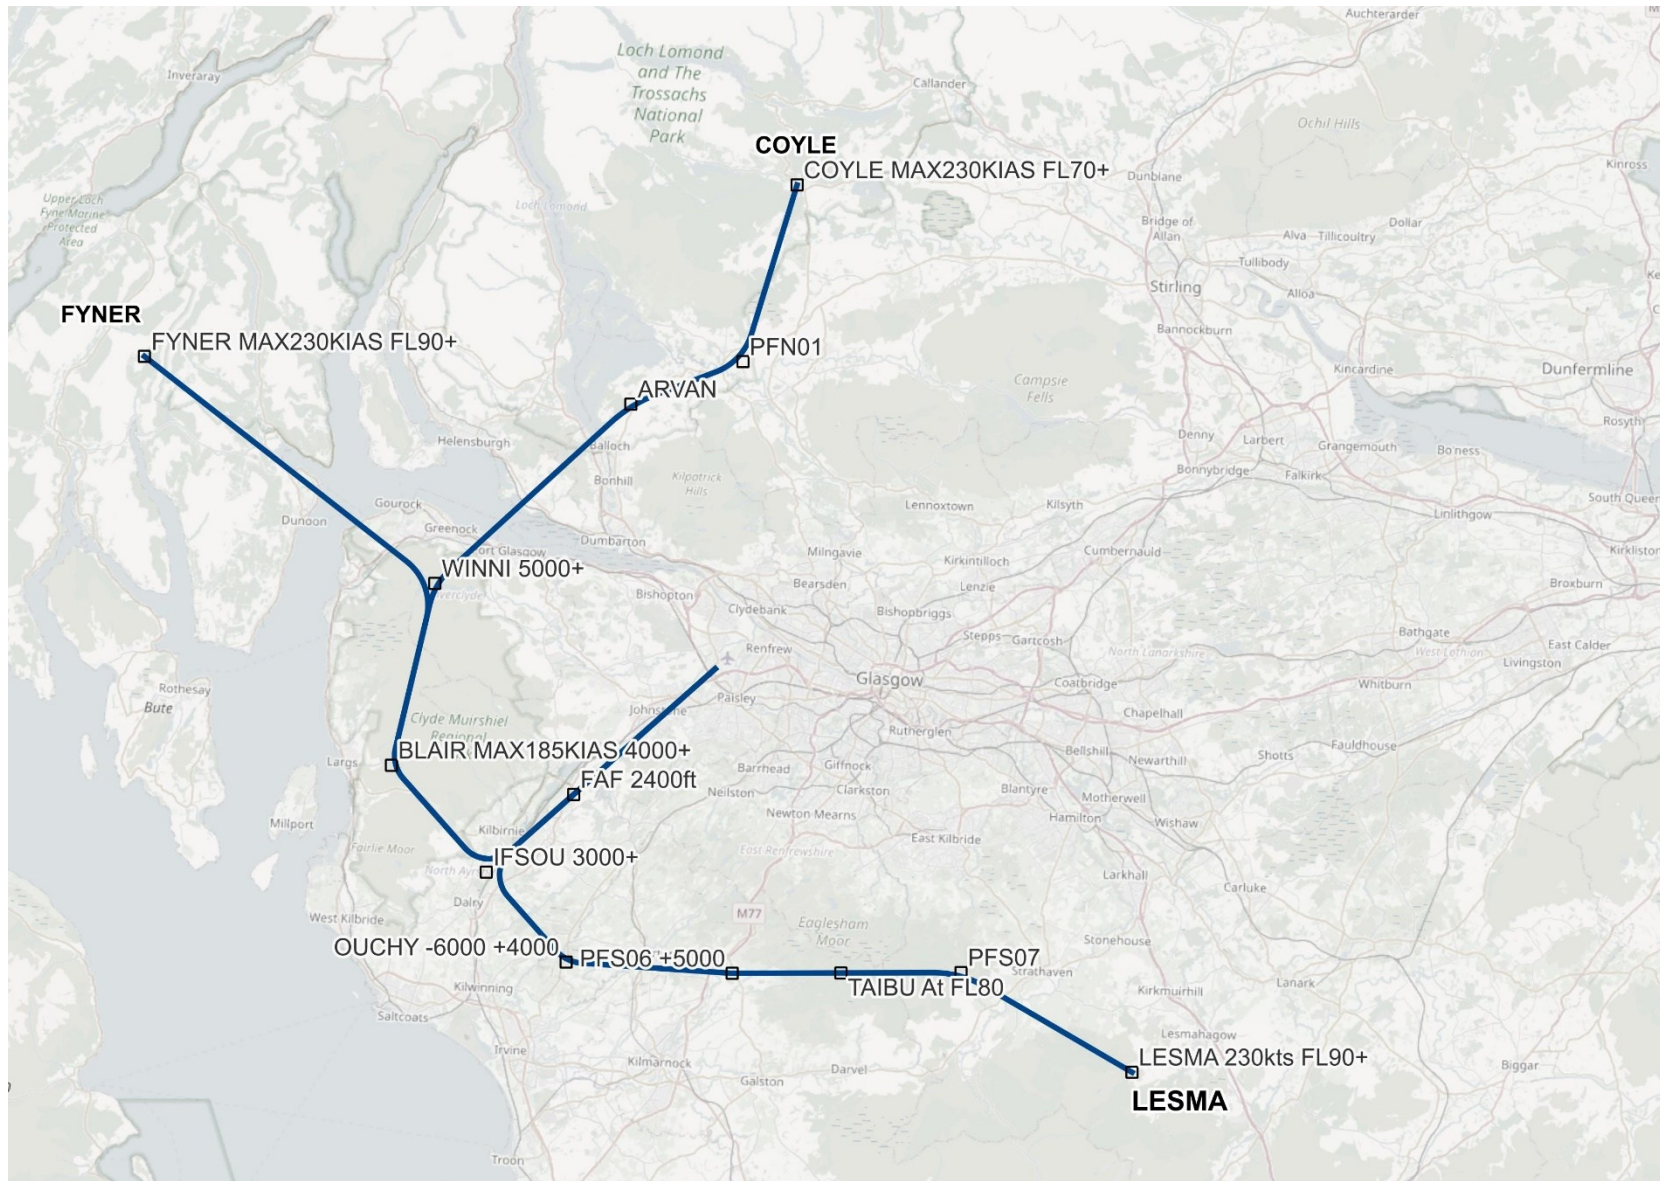 Auchterarder
Loch Lomond
and The
Trossachs
National
Park
Inveraray
Callander
Ochil Hills
COYLE
COYLE MAX230KIAS FL70+
Kinross
Dunblane
Upper Loch
Fyne Marine
Protected
Area
Loch Lomond
Bridge of
Allan
Dollar
Alva
Tillicoultry
Tullibody
Stirling
Alloa
FYNER
FYNER MAX230KIAS FL90+
Bannockburn
PFN01
Kincardine
Dunfermline
Campsie
Fells
ARVAN
Rosyth
Helensburgh
Balloch
Denny
Larbert
Grangemouth
Bo'ness
Bonnybridge
Falkirk
Kilpatrick
Hills
Bonhill
South Quee
Gourock
Lennoxtown
Kilsyth
Linlithgow
Dunoon
Greenock
Dumbarton
ort Glasgow
Milngavie
Kirkintilloch
Cumbernauld
Kirkliston
WINNI 5000+
verclyde
Bishopton
Bearsden
Lenzie
Broxburn
Clydebank
Bishopbriggs
Stepps
Gartcosh
Bathgate
East Calder
Renfrew
North Lanarkshire
West Lothian
Livingston
Glasgow
Coatbridge
Whitburn
Rothesay
Bute
Paisley
Johnstone
Chapelhall
Clyde Muirshiel
Regional
Rutherglen
BLAIR MAX185KIAS 4000+
Largs
Bellshill
Newarthill
Shotts
Fauldhouse
Barrhead
Giffnock
FAF 2400ft
Neilston
Clarkston
Blantyre
Motherwell
Newton Mearns
Hamilton
Wishaw
Millport
Kilbirnie
East Kilbride
Fairlie Moor
East Renfrewshire
IFSOU 3000+
North Ayr
Larkhall
Carluke
Dalry
West Kilbride
M77
Eaglesham
Moor
Stonehouse
OUCHY -6000 +4000
PFS06 +5000
PFS07
Strathaven
TAIBU At FL80
Kilwinning
Kirkmuirhill
Lanark
Saltcoats
Lesmahagow
Irvine
LESMA 230kts FL90+
Kilmarnock
Darvel
Biggar
Galston
LESMA
Troon